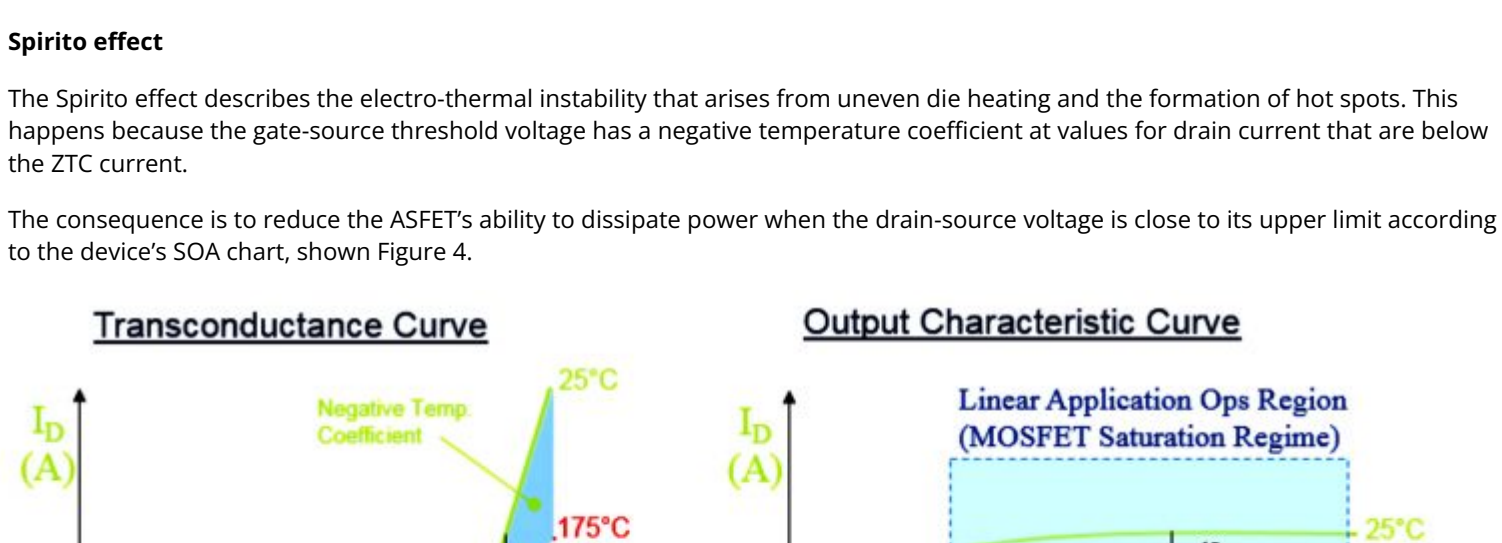 Spirito effect
The Spirito effect describes the electro-thermal instability that arises from uneven die heating and the formation of hot spots. This
happens because the gate-source threshold voltage has a negative temperature coefficient at values for drain current that are below
the ZTC current.
The consequence is to reduce the ASFET's ability to dissipate power when the drain-source voltage is close to its upper limit according
to the device's SOA chart, shown Figure 4.
Transconductance Curve
I_D
(A)
Negative Temp.
Coefficient
25°C
175°C
Output Characteristic Curve
I_D
(A)
Linear Application Ops Region
(MOSFET Saturation Regime)
25°C